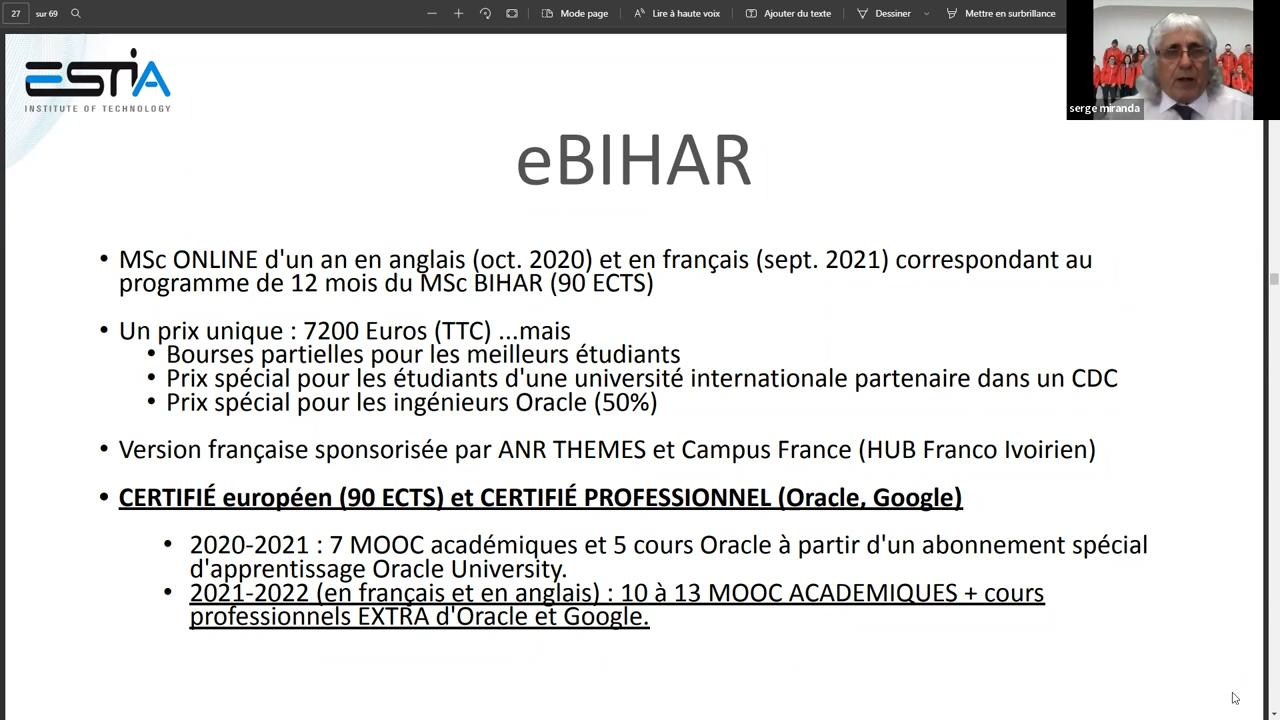 27 sur 69 Mode page Lire à haute voix Ajouter du texte Dessiner Mettre en surbrillance
serge miranda
ESTIA
INSTITUTE OF TECHNOLOGY
eBIHAR
• MSc ONLINE d'un an en anglais (oct. 2020) et en français (sept. 2021) correspondant au
programme de 12 mois du MSc BIHAR (90 ECTS)
• Un prix unique : 7200 Euros (TTC) ...mais
• Bourses partielles pour les meilleurs étudiants
• Prix spécial pour les étudiants d'une université internationale partenaire dans un CDC
• Prix spécial pour les ingénieurs Oracle (50%)
• Version française sponsorisée par ANR THEMES et Campus France (HUB Franco Ivoirien)
• CERTIFIÉ européen (90 ECTS) et CERTIFIÉ PROFESSIONNEL (Oracle, Google)
• 2020-2021 : 7 MOOC académiques et 5 cours Oracle à partir d'un abonnement spécial
d'apprentissage Oracle University.
• 2021-2022 (en français et en anglais) : 10 à 13 MOOC ACADEMIQUES + cours
professionnels EXTRA d'Oracle et Google.